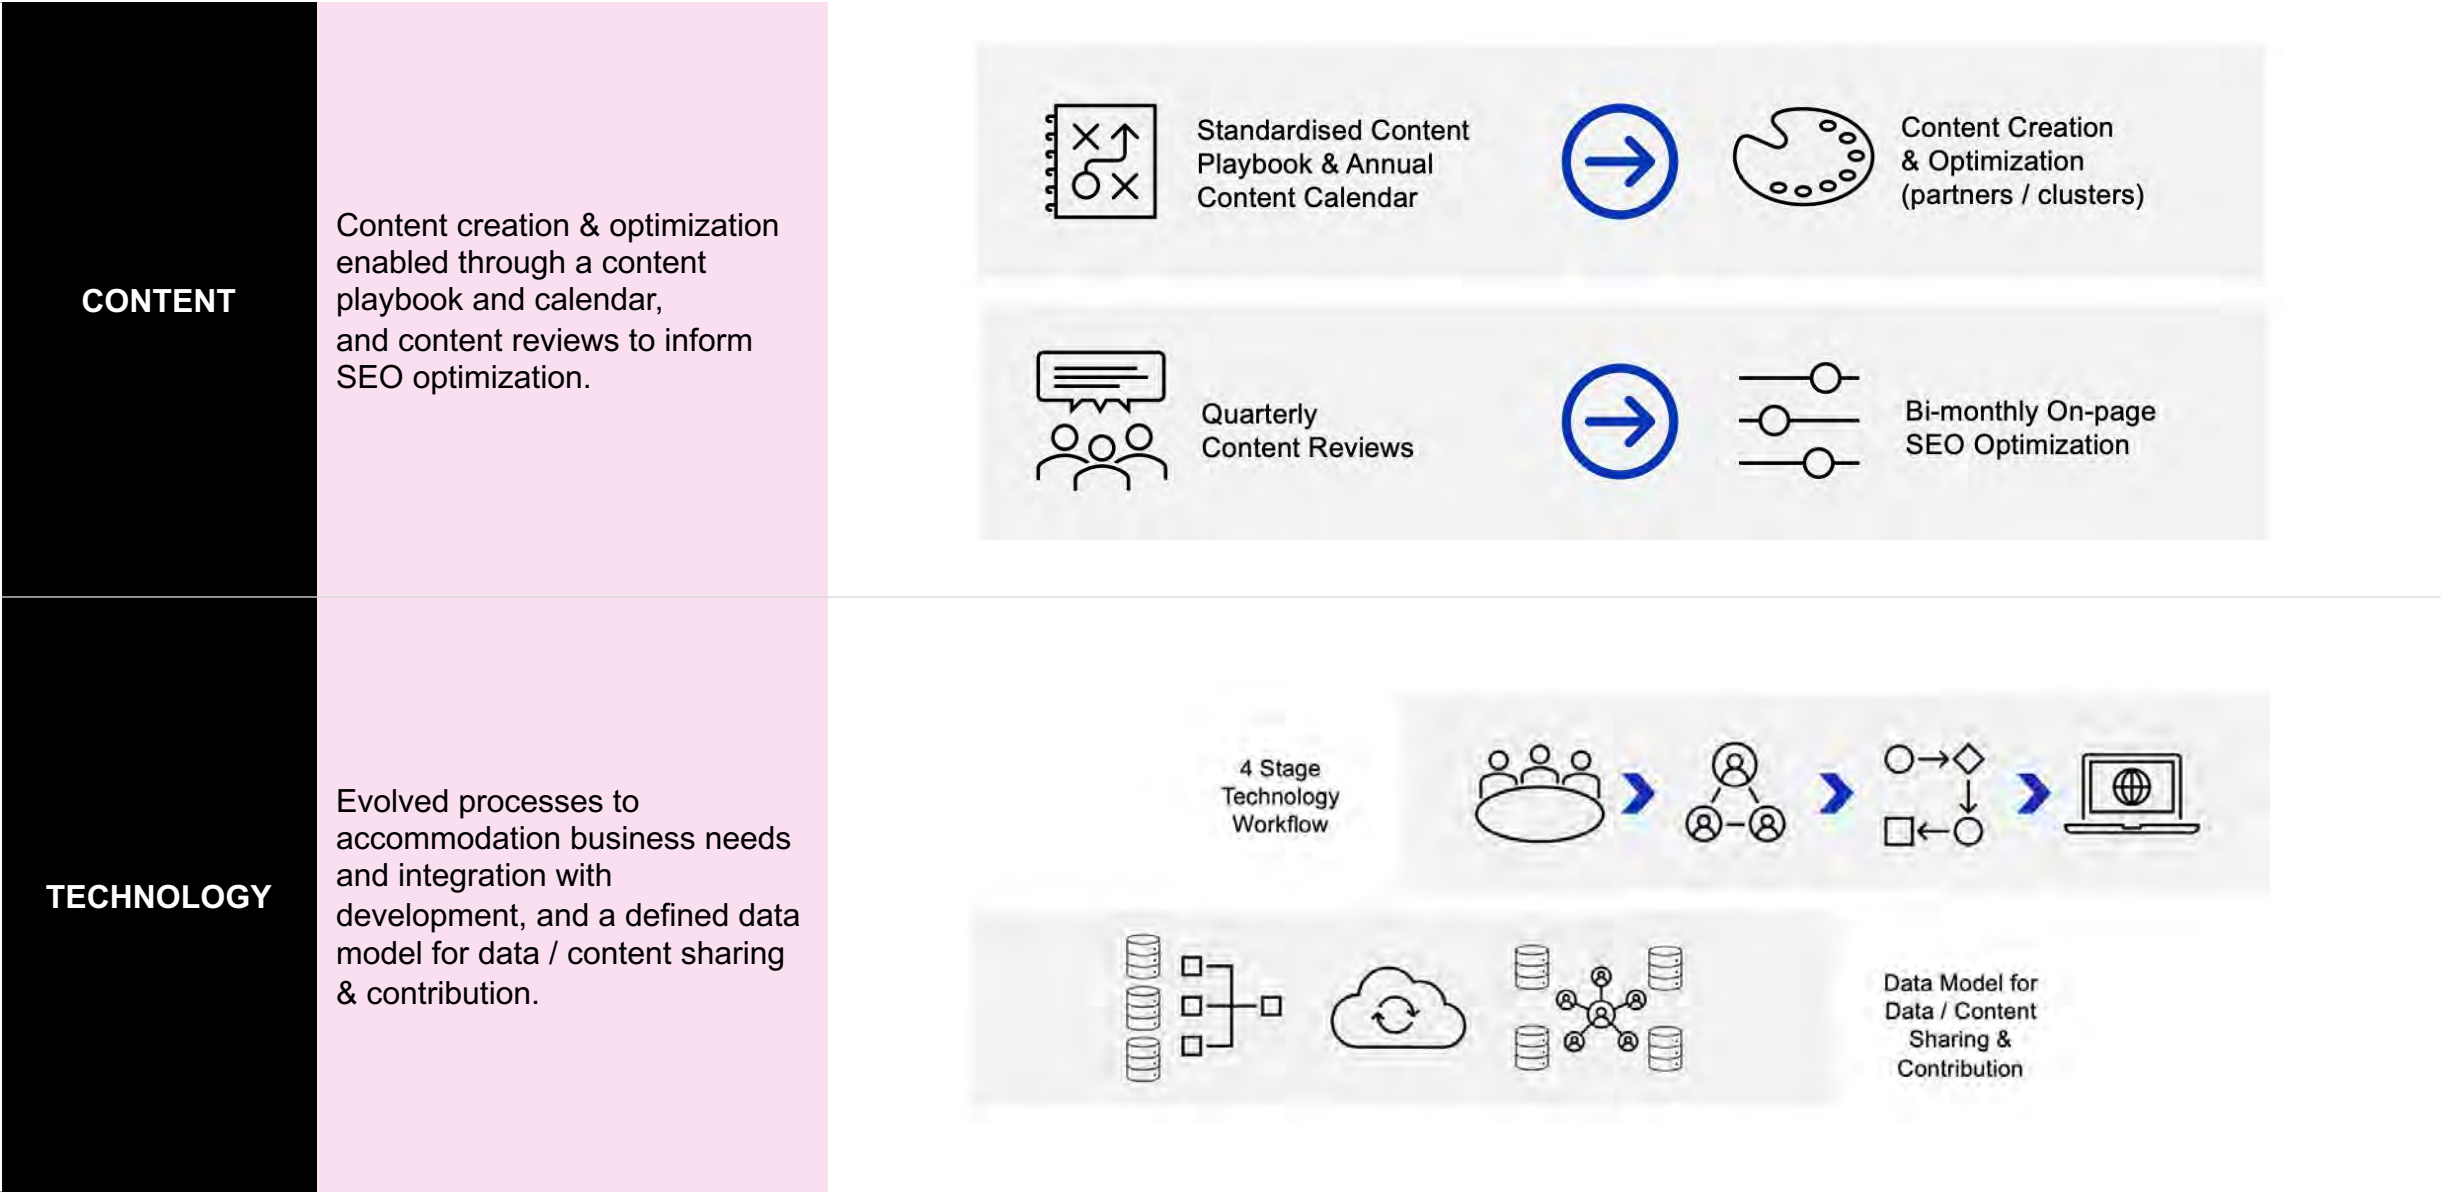 CONTENT
Content creation & optimization
enabled through a content
playbook and calendar,
and content reviews to inform
SEO optimization.
Standardised Content
Playbook & Annual
Content Calendar
Content Creation
& Optimization
(partners / clusters)
Quarterly
Content Reviews
Bi-monthly On-page
SEO Optimization
TECHNOLOGY
Evolved processes to
accommodation business needs
and integration with
development, and a defined data
model for data / content sharing
& contribution.
4 Stage
Technology
Workflow
Data Model for
Data / Content
Sharing &
Contribution